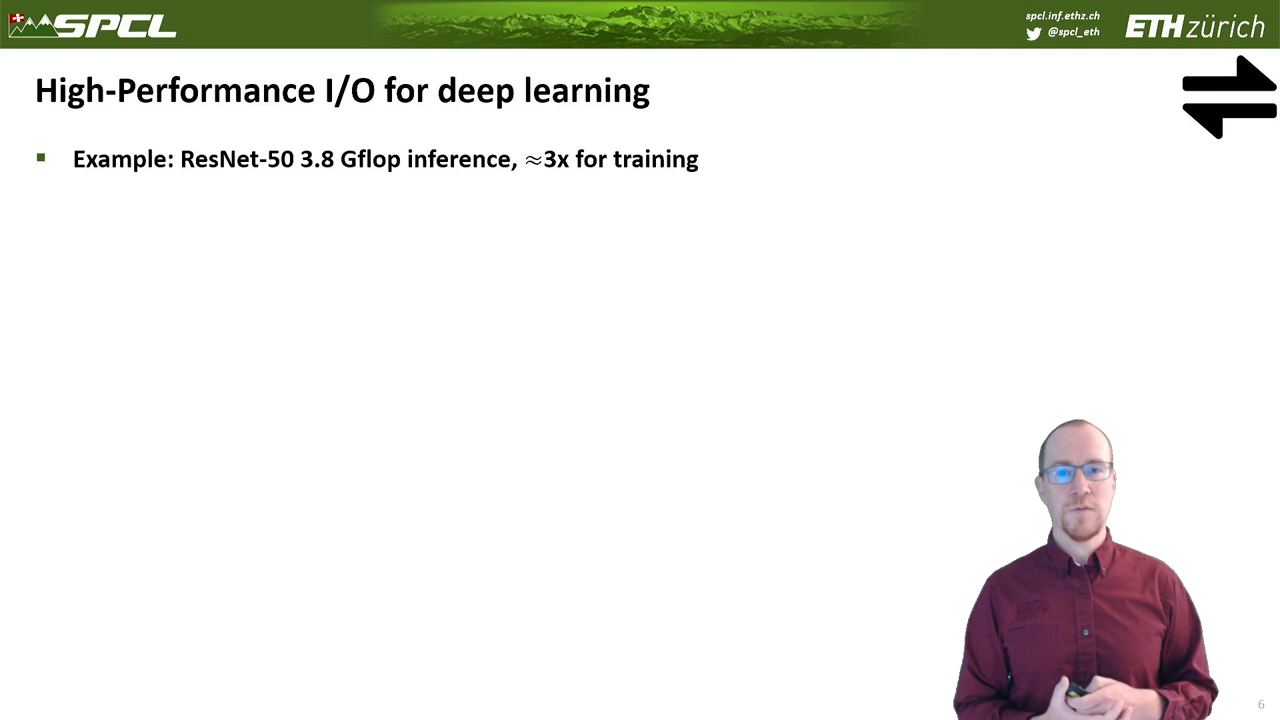 SPCL
spcl.inf.ethz.ch
@spcl_eth
ETH zürich
High-Performance I/O for deep learning
Example: ResNet-50 3.8 Gflop inference, ≈3x for training
6